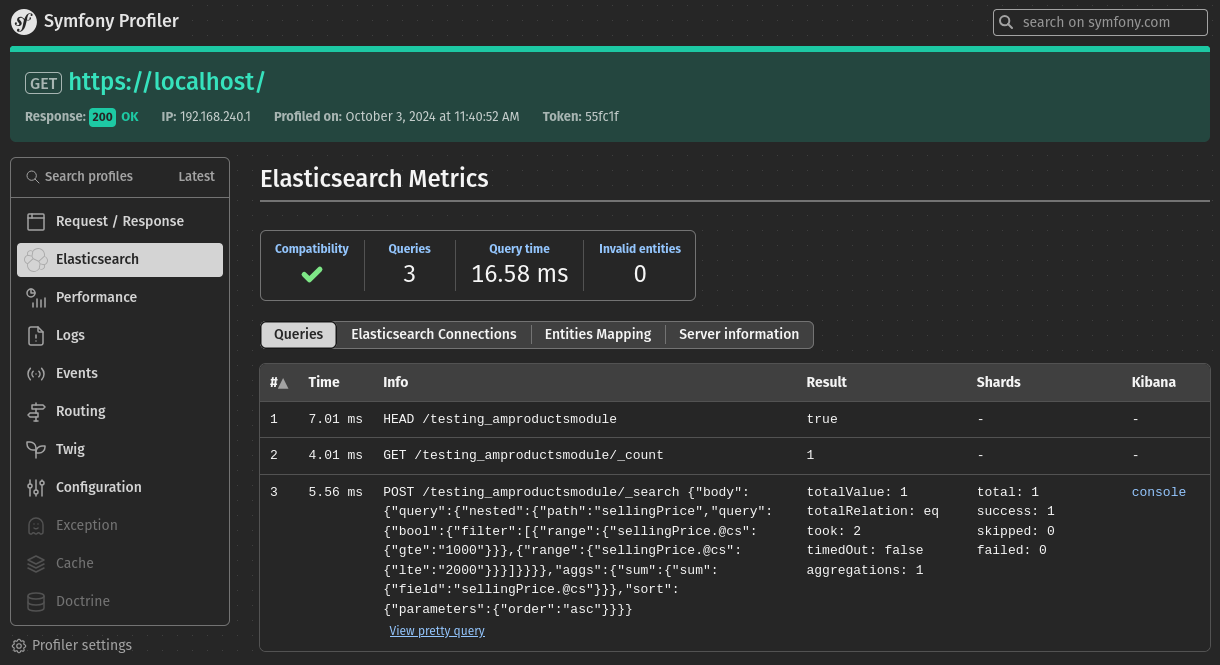 Symfony Profiler
search on symfony.com
GET https://localhost/
Response: 200 OK IP: 192.168.240.1 Profiled on: October 3, 2024 at 11:40:52 AM Token: 55fc1f
Search profiles Latest
Request / Response
Elasticsearch
Performance
Logs
Events
Routing
Twig
Configuration
Exception
Cache
Doctrine
Profiler settings
Elasticsearch Metrics
Compatibility Queries Query time Invalid entities
3 16.58 ms 0
Queries Elasticsearch Connections Entities Mapping Server information
#▲ Time Info Result Shards Kibana
1 7.01 ms HEAD /testing_amproductsmodule true - -
2 4.01 ms GET /testing_amproductsmodule/_count 1 - -
3 5.56 ms POST /testing_amproductsmodule/_search {"body": totalValue: 1 total: 1 console
{"query":{"nested":{"path":"sellingPrice","query": totalRelation: eq success: 1
{"bool":{"filter":[{"range":{"sellingPrice.@cs": took: 2 skipped: 0
{"gte":"1000"}}},{"range":{"sellingPrice.@cs": timedOut: false failed: 0
{"lte":"2000"}}}]}}}},"aggs":{"sum":{"sum": aggregations: 1
{"field":"sellingPrice.@cs"}}},"sort":
{"parameters":{"order":"asc"}}}}
View pretty query